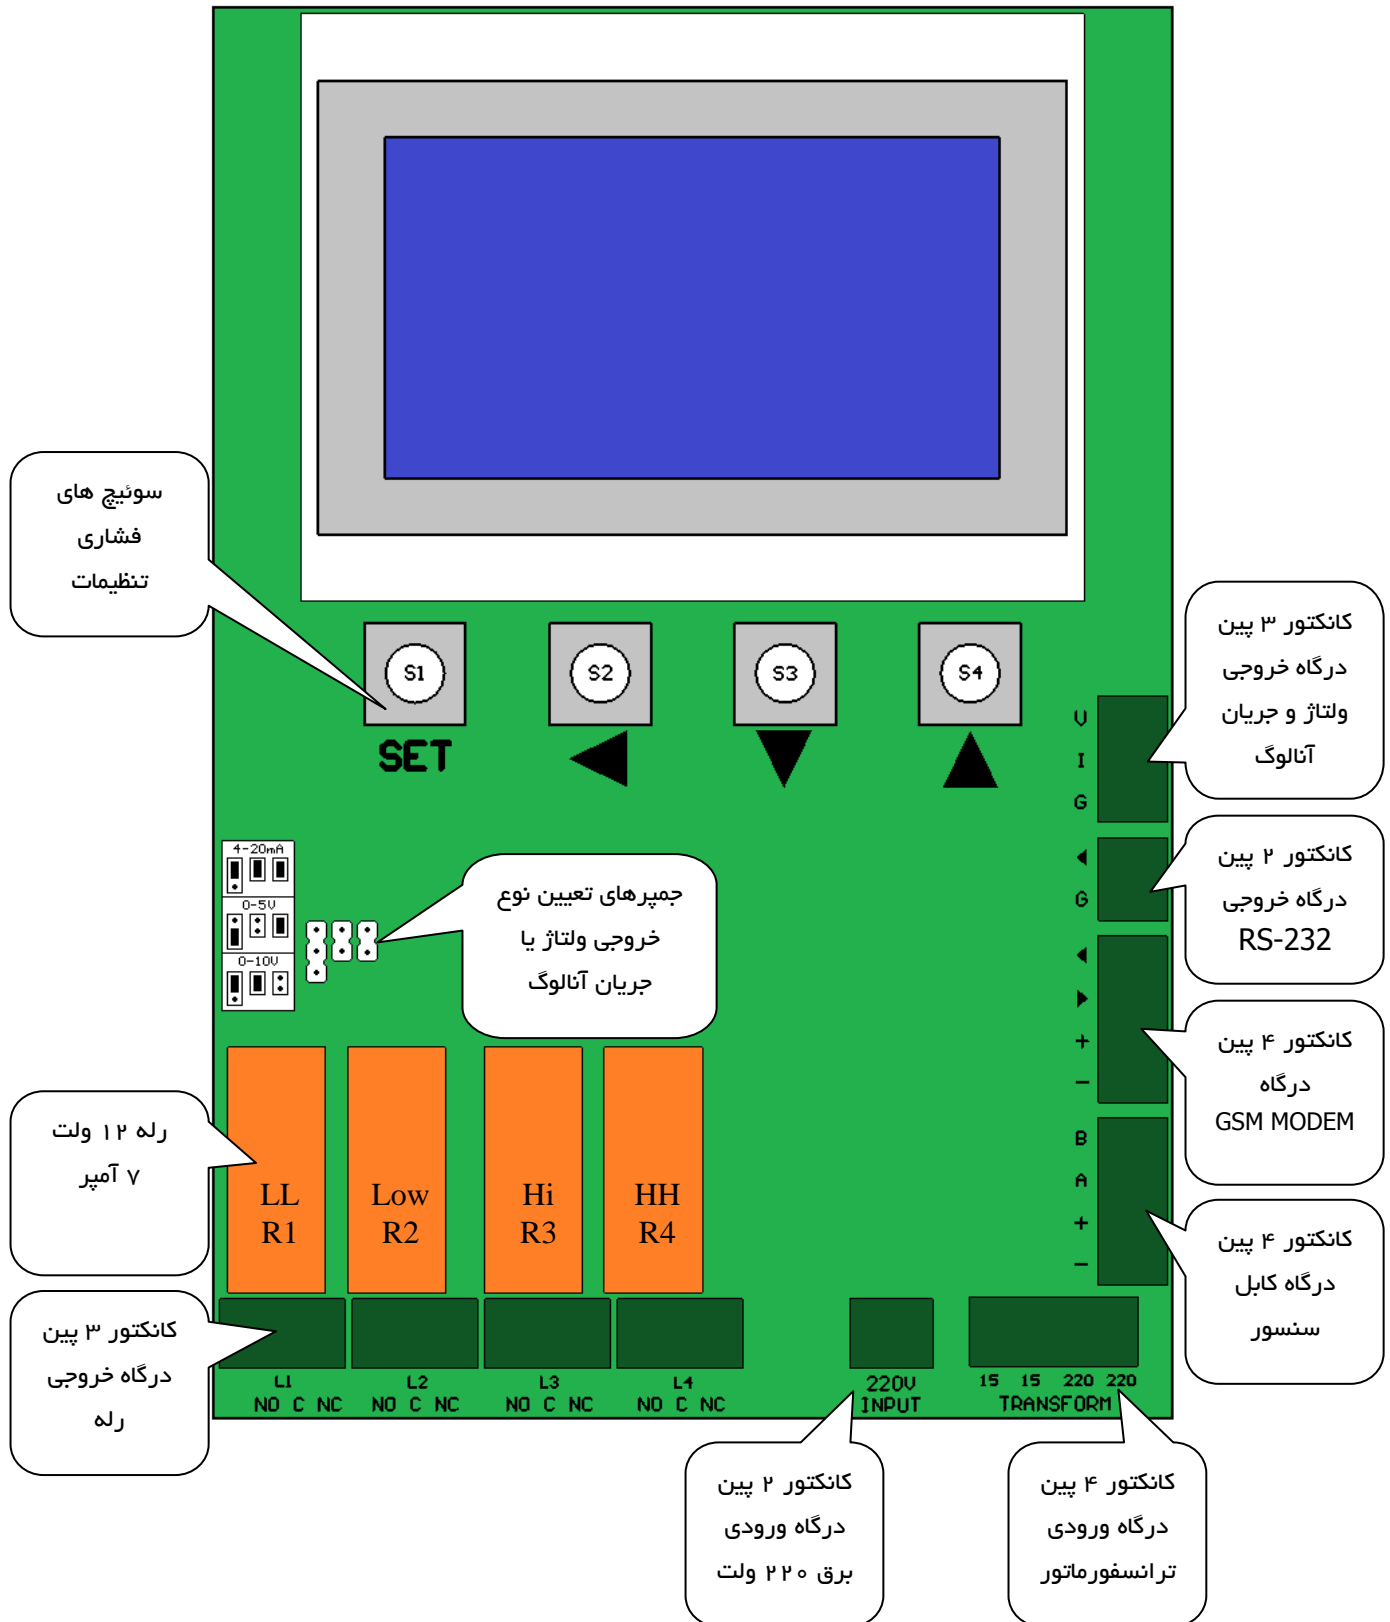 سوئیچ های
فشاری
تنظیمات
S1
S2
S3
S4
SET
کانکتور ۳ پین
درگاه خروجی
ولتاژ و جریان
آنالوگ
V
I
G
کانکتور ۲ پین
درگاه خروجی
RS-232
G
4-20mA
0-5V
0-10V
جمپرهای تعیین نوع
خروجی ولتاژ یا
جریان آنالوگ
کانکتور ۴ پین
درگاه
GSM MODEM
+
−
رله ۱۲ ولت
۷ آمپر
LL
R1
Low
R2
Hi
R3
HH
R4
B
A
+
−
کانکتور ۴ پین
درگاه کابل
سنسور
کانکتور ۳ پین
درگاه خروجی
رله
L1
NO C NC
L2
NO C NC
L3
NO C NC
L4
NO C NC
220V
INPUT
15 15 220 220
TRANSFORM
کانکتور ۲ پین
درگاه ورودی
برق ۲۲۰ ولت
کانکتور ۴ پین
درگاه ورودی
ترانسفورماتور